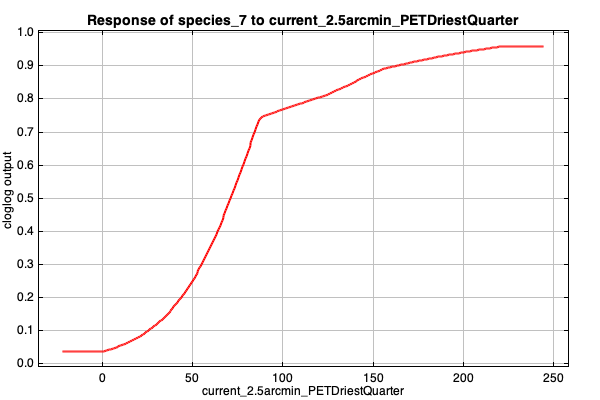 Response of species_7 to current_2.5arcmin_PETDriestQuarter
1.0
0.9
0.8
0.7
0.6
0.5
0.4
0.3
0.2
0.1
0.0
cloglog output
0 50 100 150 200 250
current_2.5arcmin_PETDriestQuarter